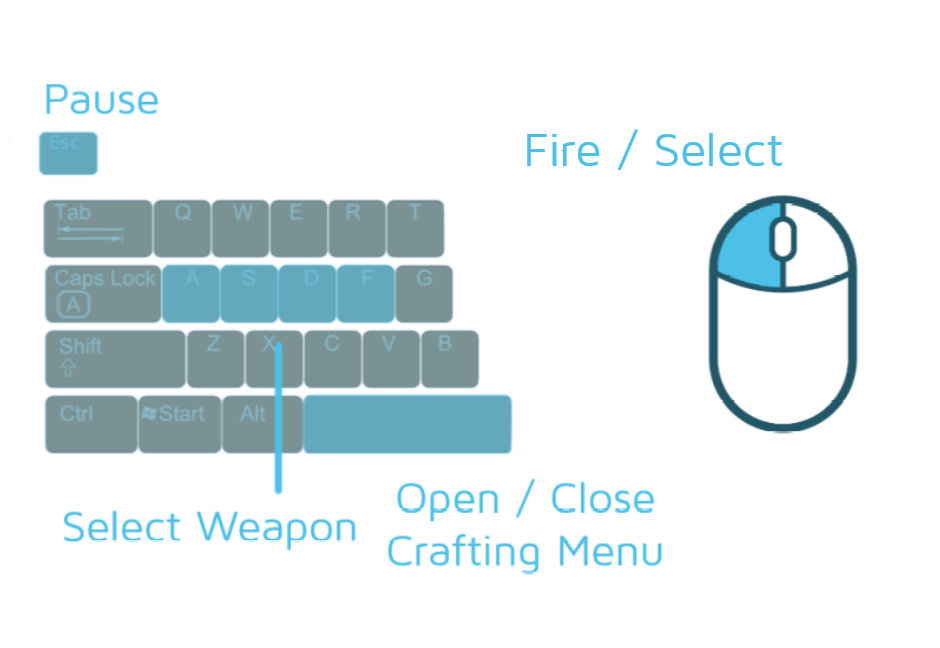 Pause
Esc
Fire / Select
Tab Q W E R T
Caps Lock A S D F G
A
Shift Z X C V B
Ctrl Start Alt
Select Weapon
Open / Close
Crafting Menu